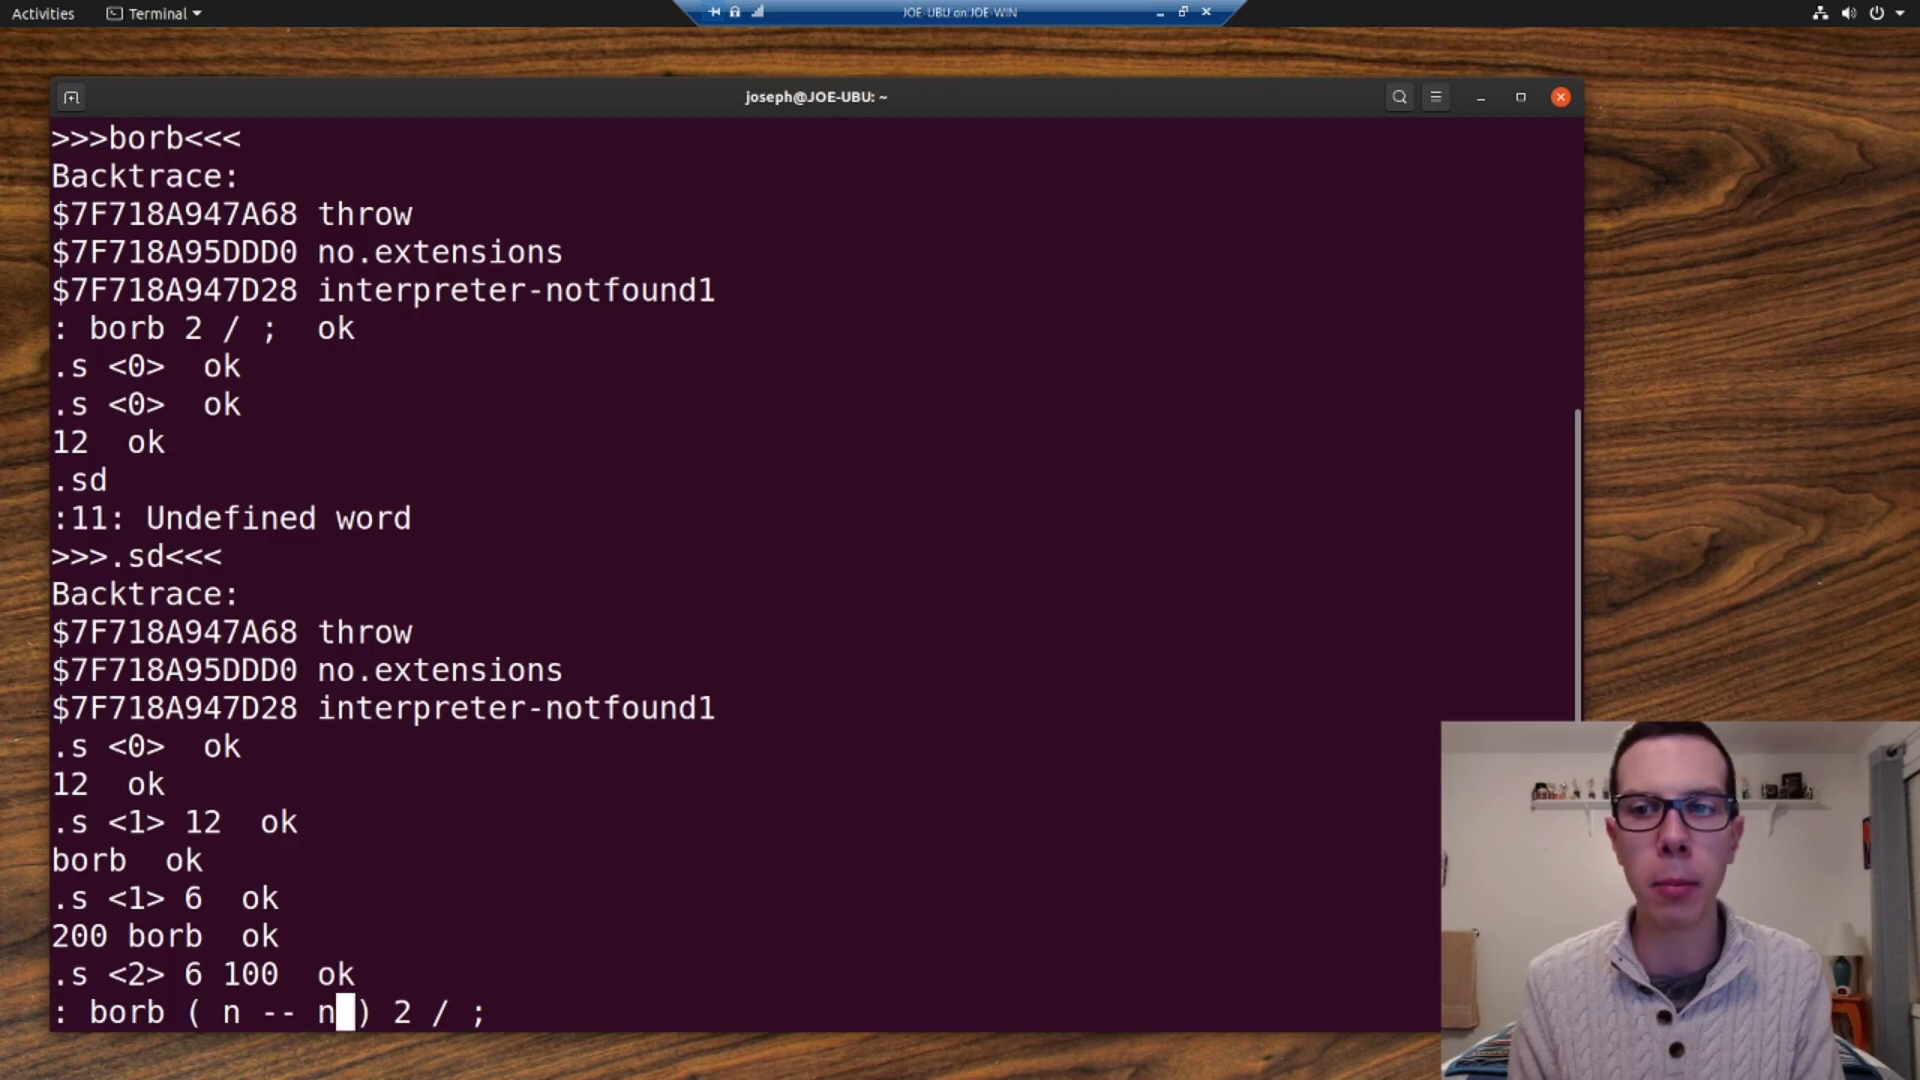 Activities
Terminal
JOE-UBU on JOE-WIN
joseph@JOE-UBU: ~
>>>borb<<<
Backtrace:
$7F718A947A68 throw
$7F718A95DDD0 no.extensions
$7F718A947D28 interpreter-notfound1
: borb 2 / ;  ok
.s <0>  ok
.s <0>  ok
12  ok
.sd
:11: Undefined word
>>>.sd<<<
Backtrace:
$7F718A947A68 throw
$7F718A95DDD0 no.extensions
$7F718A947D28 interpreter-notfound1
.s <0>  ok
12  ok
.s <1> 12  ok
borb  ok
.s <1> 6  ok
200 borb  ok
.s <2> 6 100  ok
: borb ( n -- n ) 2 / ;